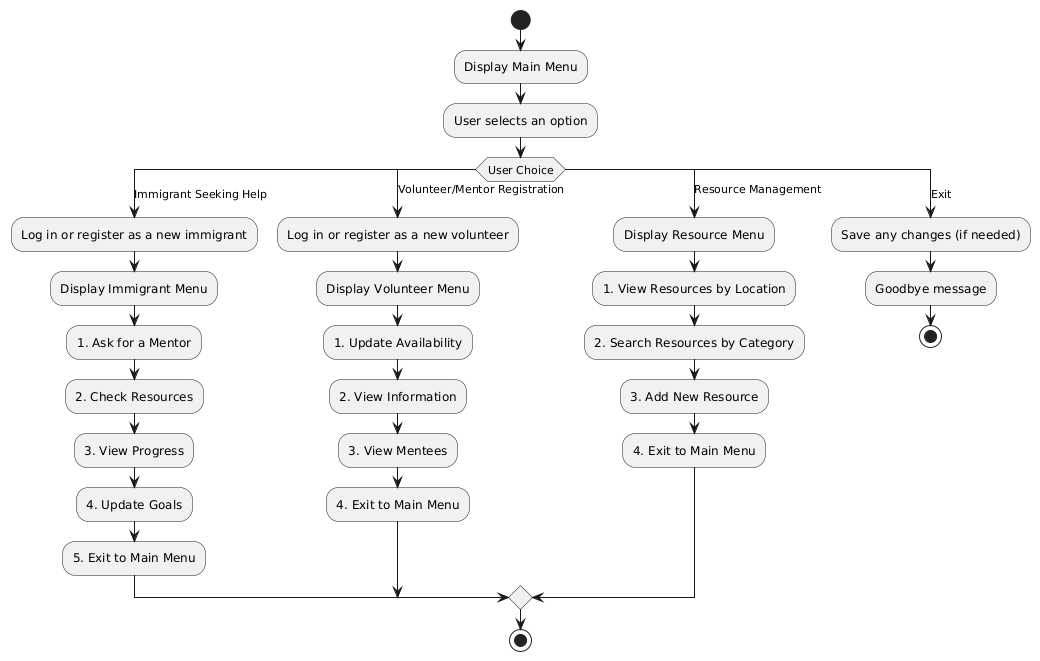 Display Main Menu
User selects an option
User Choice
Immigrant Seeking Help
Log in or register as a new immigrant
Display Immigrant Menu
1. Ask for a Mentor
2. Check Resources
3. View Progress
4. Update Goals
5. Exit to Main Menu
Volunteer/Mentor Registration
Log in or register as a new volunteer
Display Volunteer Menu
1. Update Availability
2. View Information
3. View Mentees
4. Exit to Main Menu
Resource Management
Display Resource Menu
1. View Resources by Location
2. Search Resources by Category
3. Add New Resource
4. Exit to Main Menu
Exit
Save any changes (if needed)
Goodbye message